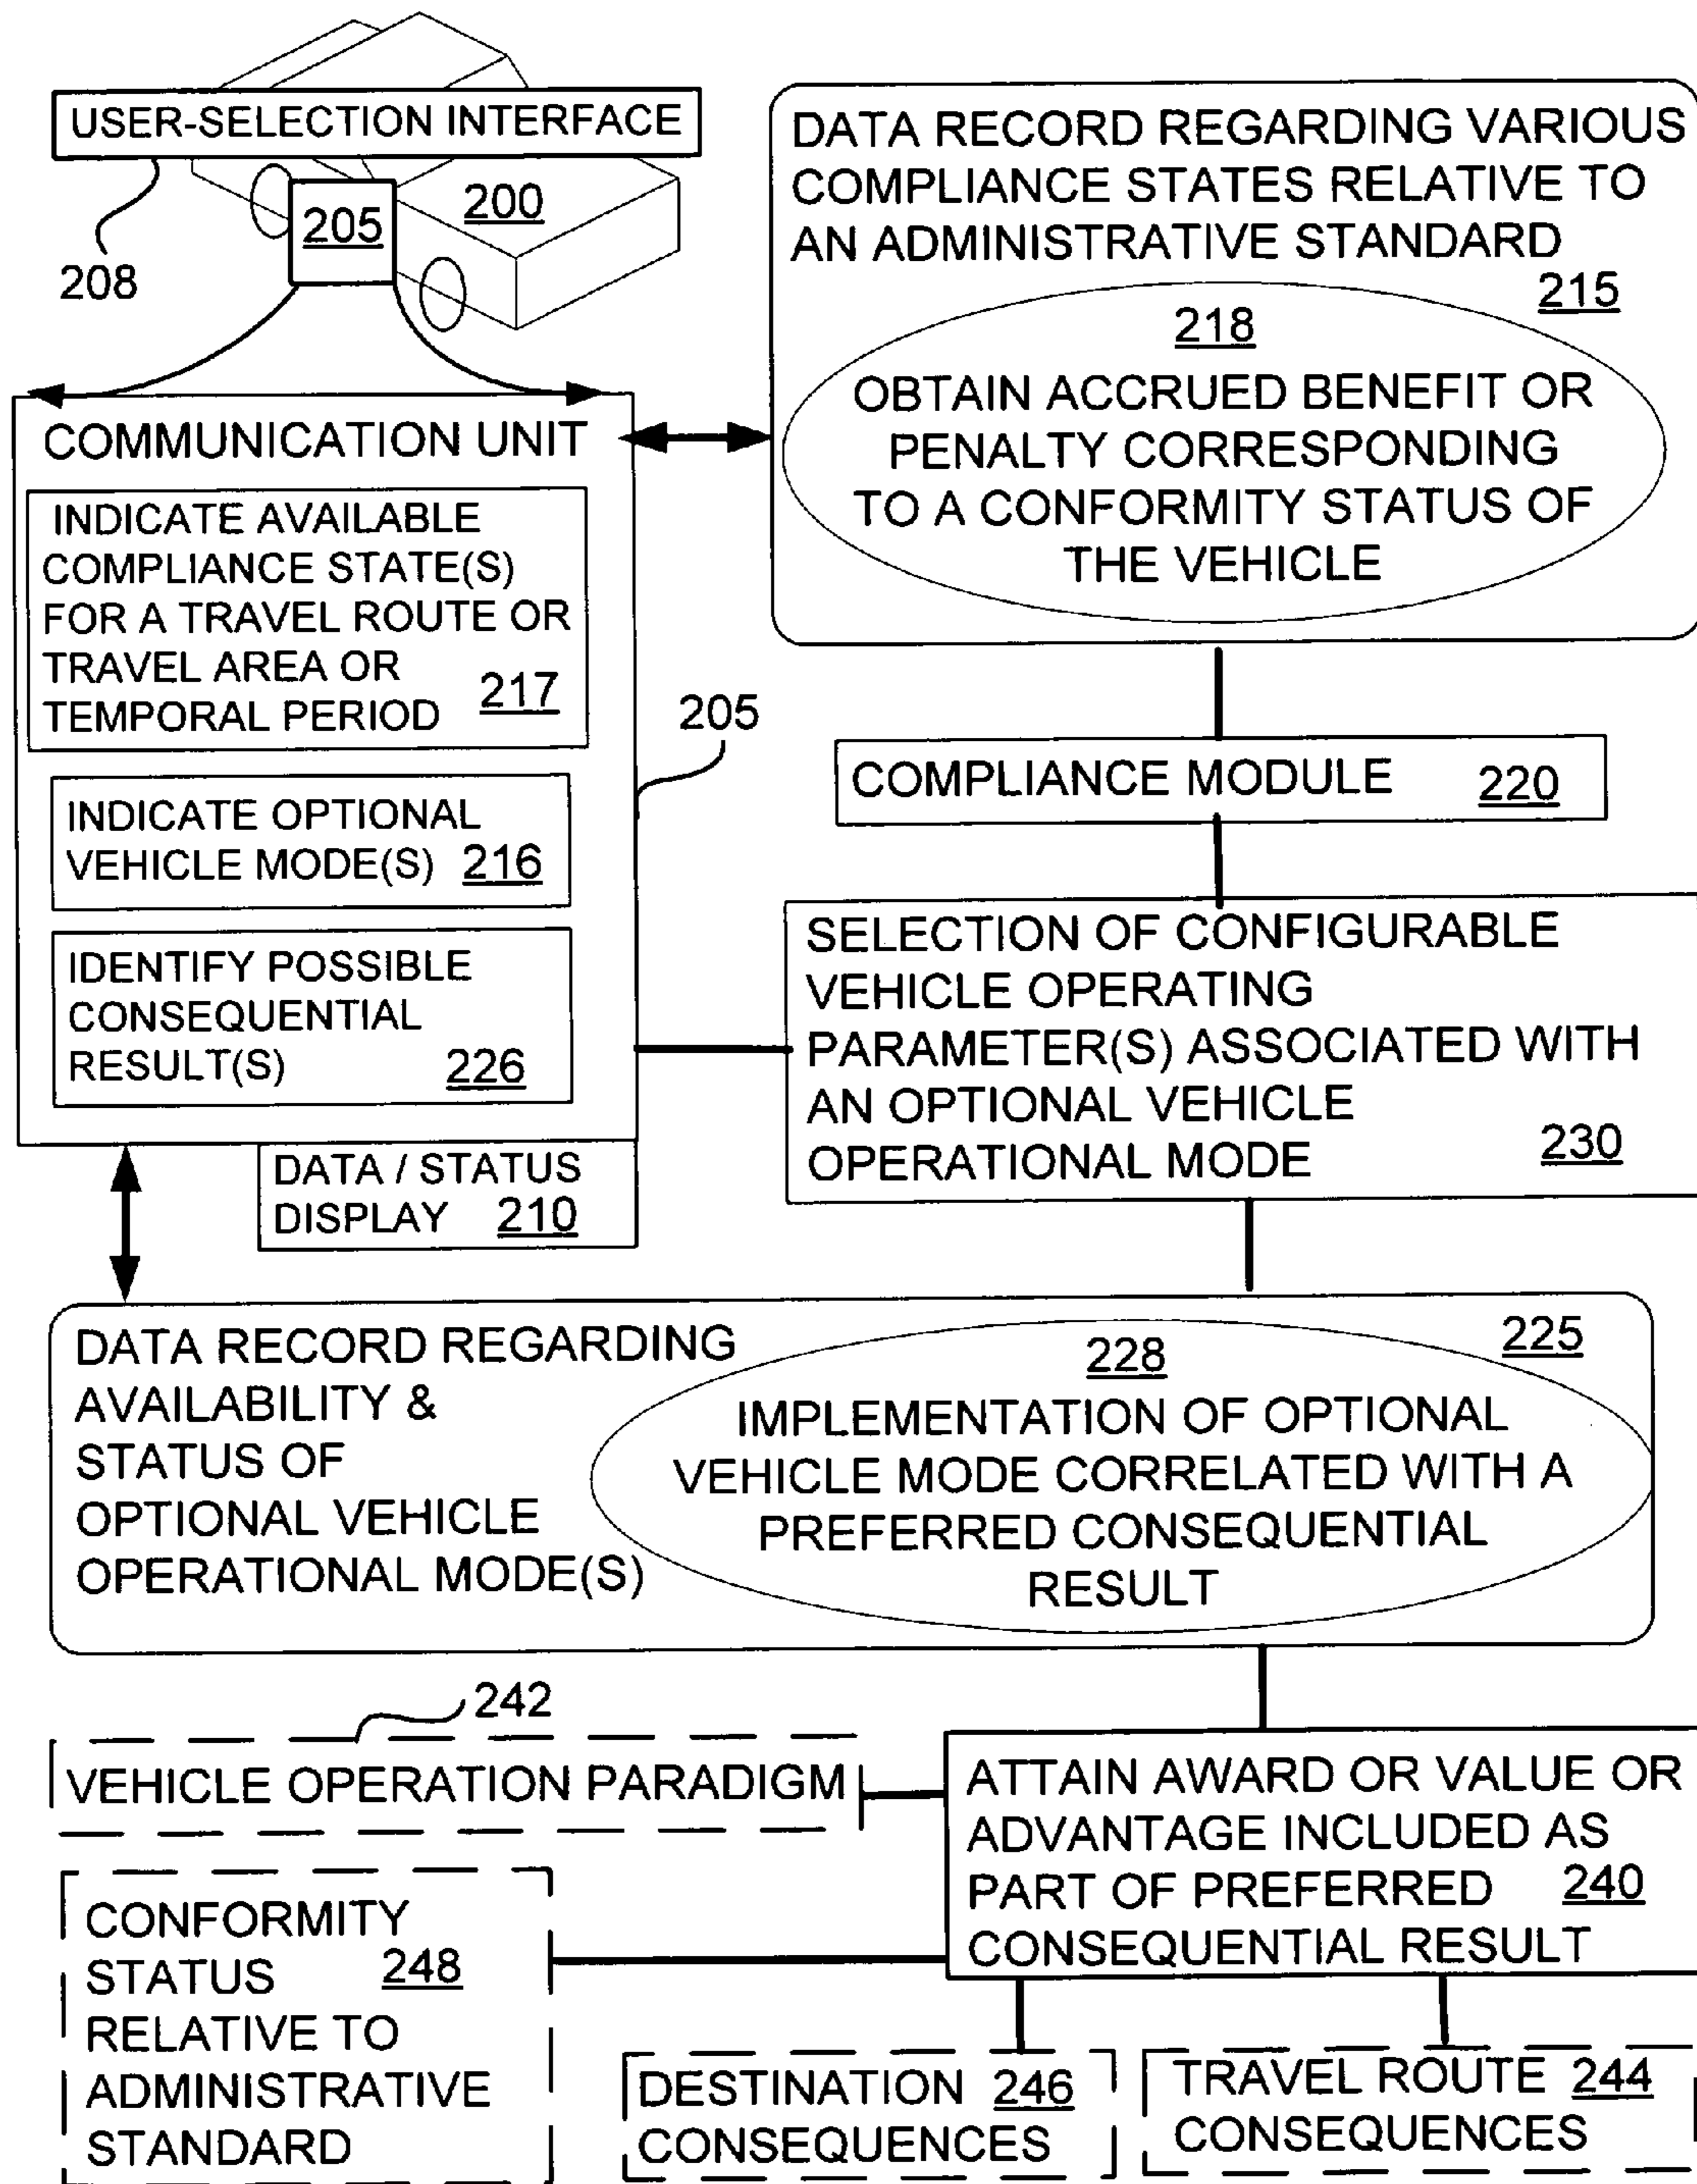 USER-SELECTION INTERFACE
200
205
208
DATA RECORD REGARDING VARIOUS
COMPLIANCE STATES RELATIVE TO
AN ADMINISTRATIVE STANDARD
215
218
OBTAIN ACCRUED BENEFIT OR
PENALTY CORRESPONDING
TO A CONFORMITY STATUS OF
THE VEHICLE
COMMUNICATION UNIT
INDICATE AVAILABLE
COMPLIANCE STATE(S)
FOR A TRAVEL ROUTE OR
TRAVEL AREA OR
TEMPORAL PERIOD 217
205
INDICATE OPTIONAL
VEHICLE MODE(S) 216
IDENTIFY POSSIBLE
CONSEQUENTIAL
RESULT(S) 226
DATA / STATUS
DISPLAY 210
COMPLIANCE MODULE 220
SELECTION OF CONFIGURABLE
VEHICLE OPERATING
PARAMETER(S) ASSOCIATED WITH
AN OPTIONAL VEHICLE
OPERATIONAL MODE 230
DATA RECORD REGARDING
AVAILABILITY &
STATUS OF
OPTIONAL VEHICLE
OPERATIONAL MODE(S)
225
228
IMPLEMENTATION OF OPTIONAL
VEHICLE MODE CORRELATED WITH A
PREFERRED CONSEQUENTIAL
RESULT
242
VEHICLE OPERATION PARADIGM
ATTAIN AWARD OR VALUE OR
ADVANTAGE INCLUDED AS
PART OF PREFERRED 240
CONSEQUENTIAL RESULT
CONFORMITY
STATUS 248
RELATIVE TO
ADMINISTRATIVE
STANDARD
DESTINATION 246
CONSEQUENCES
TRAVEL ROUTE 244
CONSEQUENCES